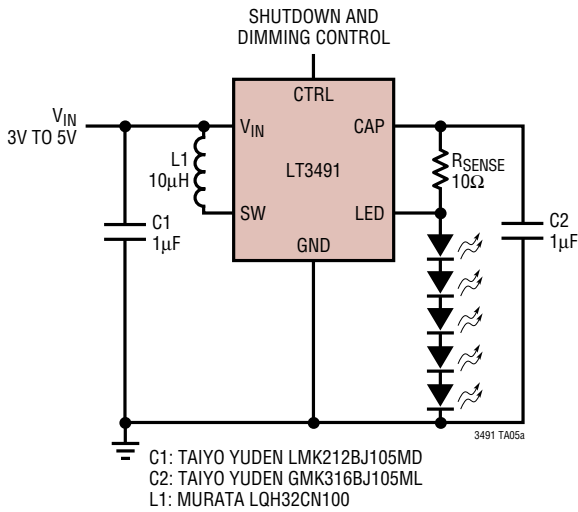 SHUTDOWN AND
DIMMING CONTROL
CTRL
VIN
3V TO 5V
VIN
CAP
L1
10µH
LT3491
RSENSE
10Ω
SW
LED
C1
1µF
GND
C2
1µF
3491 TA05a
C1: TAIYO YUDEN LMK212BJ105MD
C2: TAIYO YUDEN GMK316BJ105ML
L1: MURATA LQH32CN100